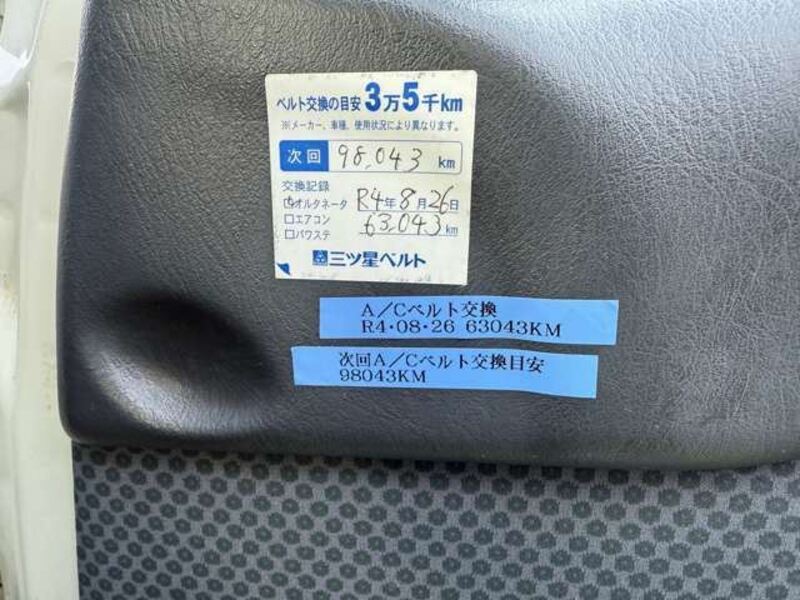 ベルト交換の目安 3万5千km
※メーカー、車種、使用状況により異なります。
次回 98,043 km
交換記録
☑オルタネータ R4年8月26日
□エアコン 63,043km
□パワステ
三ツ星ベルト
A/Cベルト交換
R4・08・26 63043KM
次回A/Cベルト交換目安
98043KM